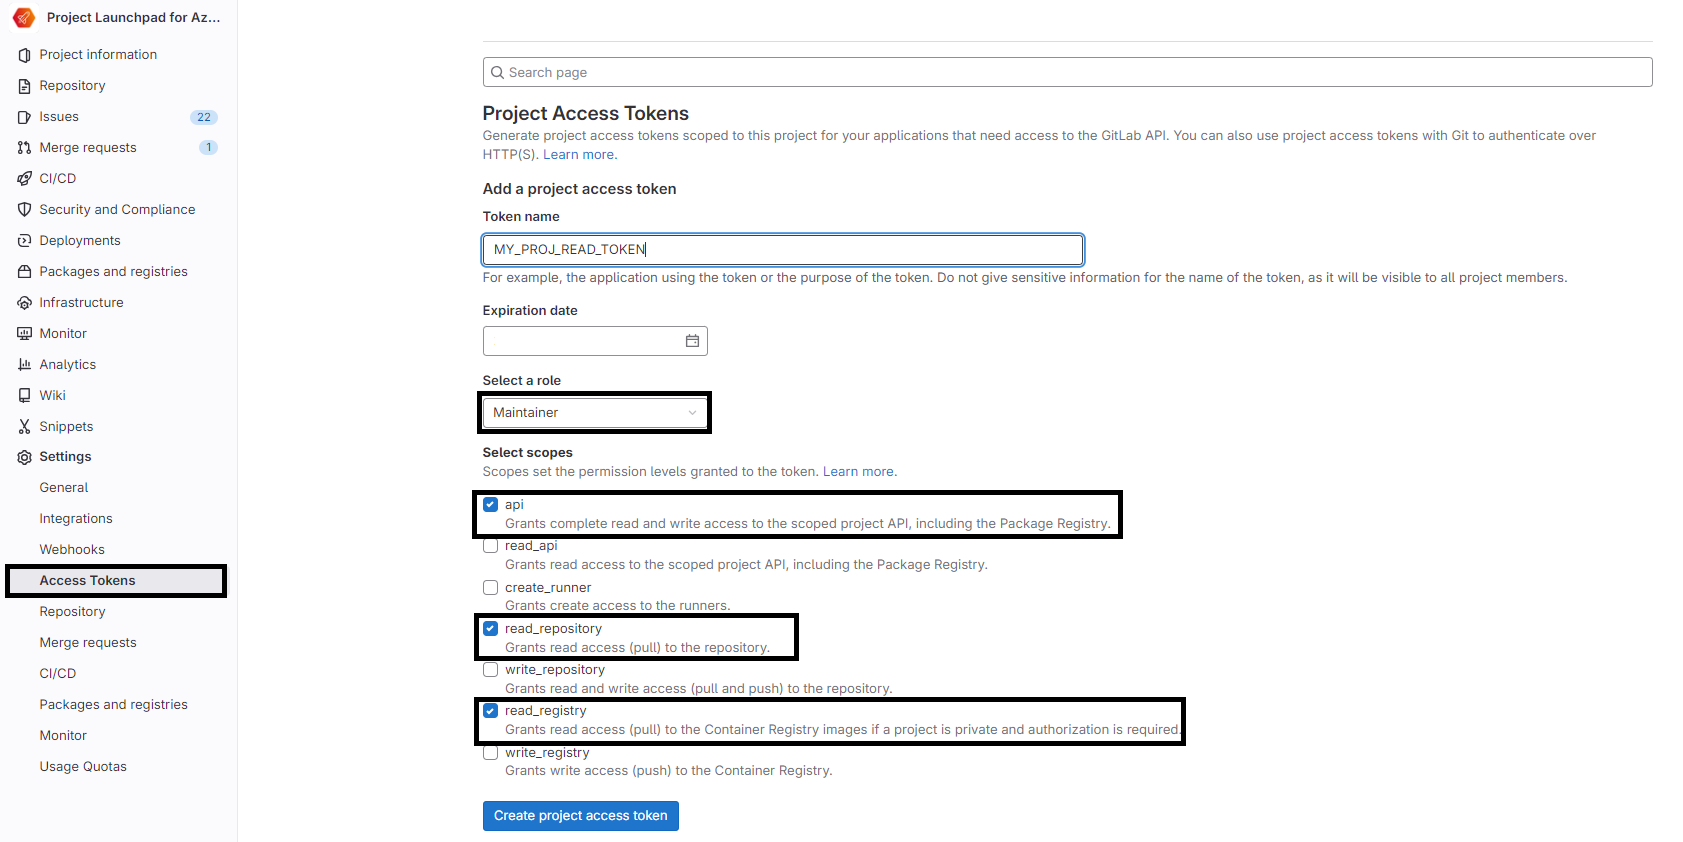 Project Launchpad for Az...
Project information
Repository
Issues 22
Merge requests 1
CI/CD
Security and Compliance
Deployments
Packages and registries
Infrastructure
Monitor
Analytics
Wiki
Snippets
Settings
General
Integrations
Webhooks
Access Tokens
Repository
Merge requests
CI/CD
Packages and registries
Monitor
Usage Quotas
Search page
Project Access Tokens
Generate project access tokens scoped to this project for your applications that need access to the GitLab API. You can also use project access tokens with Git to authenticate over
HTTP(S). Learn more.
Add a project access token
Token name
MY_PROJ_READ_TOKEN
For example, the application using the token or the purpose of the token. Do not give sensitive information for the name of the token, as it will be visible to all project members.
Expiration date
Select a role
Maintainer
Select scopes
Scopes set the permission levels granted to the token. Learn more.
api
Grants complete read and write access to the scoped project API, including the Package Registry.
read_api
Grants read access to the scoped project API, including the Package Registry.
create_runner
Grants create access to the runners.
read_repository
Grants read access (pull) to the repository.
write_repository
Grants read and write access (pull and push) to the repository.
read_registry
Grants read access (pull) to the Container Registry images if a project is private and authorization is required.
write_registry
Grants write access (push) to the Container Registry.
Create project access token